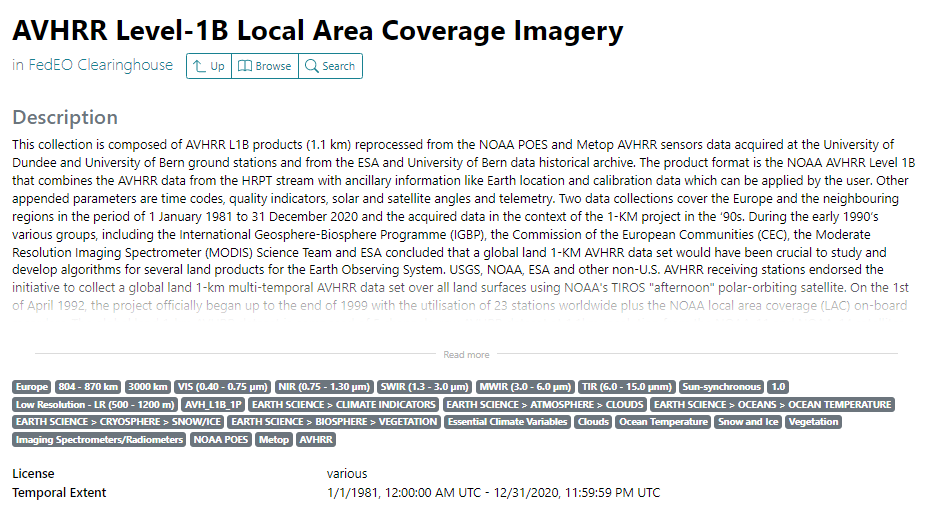 AVHRR Level-1B Local Area Coverage Imagery
in FedEO Clearinghouse Up Browse Search
Description
This collection is composed of AVHRR L1B products (1.1 km) reprocessed from the NOAA POES and Metop AVHRR sensors data acquired at the University of
Dundee and University of Bern ground stations and from the ESA and University of Bern data historical archive. The product format is the NOAA AVHRR Level 1B
that combines the AVHRR data from the HRPT stream with ancillary information like Earth location and calibration data which can be applied by the user. Other
appended parameters are time codes, quality indicators, solar and satellite angles and telemetry. Two data collections cover the Europe and the neighbouring
regions in the period of 1 January 1981 to 31 December 2020 and the acquired data in the context of the 1-KM project in the ‘90s. During the early 1990’s
various groups, including the International Geosphere-Biosphere Programme (IGBP), the Commission of the European Communities (CEC), the Moderate
Resolution Imaging Spectrometer (MODIS) Science Team and ESA concluded that a global land 1-KM AVHRR data set would have been crucial to study and
develop algorithms for several land products for the Earth Observing System. USGS, NOAA, ESA and other non-U.S. AVHRR receiving stations endorsed the
initiative to collect a global land 1-km multi-temporal AVHRR data set over all land surfaces using NOAA's TIROS "afternoon" polar-orbiting satellite. On the 1st
of April 1992, the project officially began up to the end of 1999 with the utilisation of 23 stations worldwide plus the NOAA local area coverage (LAC) on-board
Read more
Europe 804 - 870 km 3000 km VIS (0.40 - 0.75 µm) NIR (0.75 - 1.30 µm) SWIR (1.3 - 3.0 µm) MWIR (3.0 - 6.0 µm) TIR (6.0 - 15.0 µnm) Sun-synchronous 1.0
Low Resolution - LR (500 - 1200 m) AVH_L1B_1P EARTH SCIENCE > CLIMATE INDICATORS EARTH SCIENCE > ATMOSPHERE > CLOUDS EARTH SCIENCE > OCEANS > OCEAN TEMPERATURE
EARTH SCIENCE > CRYOSPHERE > SNOW/ICE EARTH SCIENCE > BIOSPHERE > VEGETATION Essential Climate Variables Clouds Ocean Temperature Snow and Ice Vegetation
Imaging Spectrometers/Radiometers NOAA POES Metop AVHRR
License various
Temporal Extent 1/1/1981, 12:00:00 AM UTC - 12/31/2020, 11:59:59 PM UTC